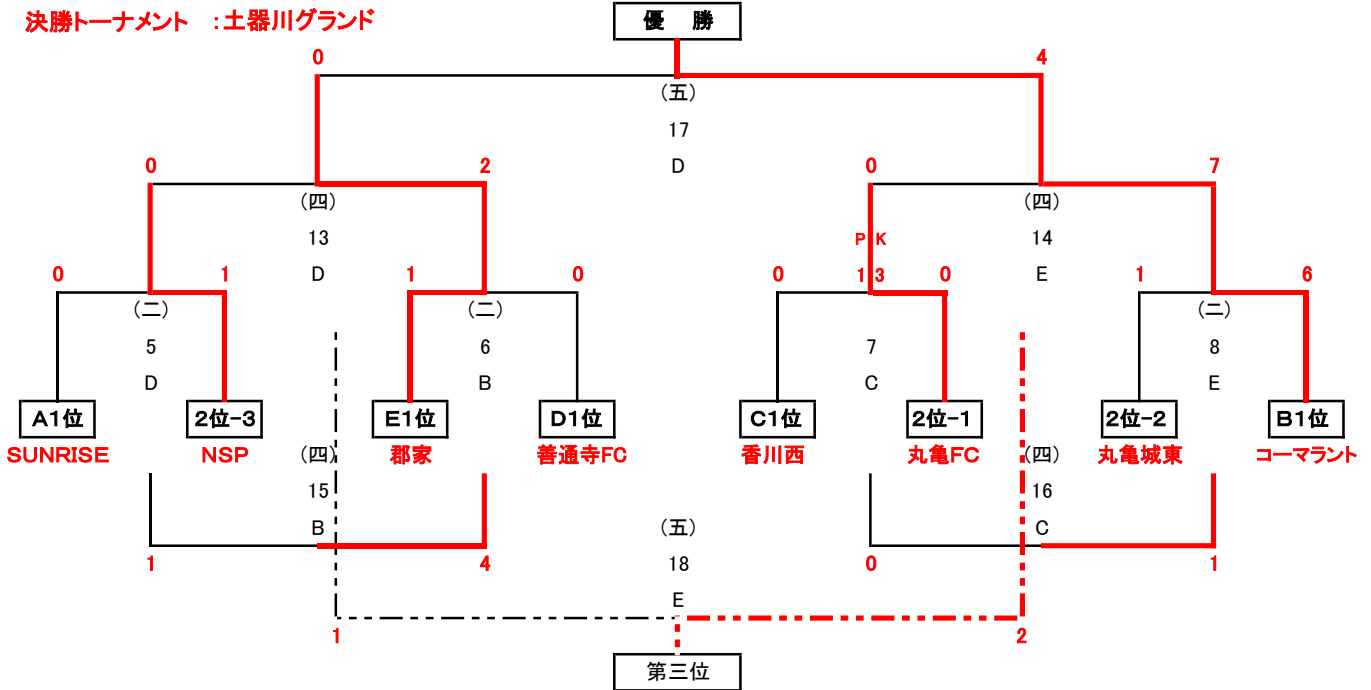 優　勝
決勝トーナメント　：土器川グランド
0 4
（五）
17
D
0 2 0 7
（四） （四）
13 P K 14
D E
0 1 1 0 0 1 3 0 1 6
（二） （二） （二）
5 6 7 8
D B C E
A1位 2位-3 E1位 D1位 C1位 2位-1 2位-2 B1位
SUNRISE NSP （四） 郡家 善通寺FC 香川西 丸亀FC （四） 丸亀城東 コーマラント
15 16
B （五） C
1 4 18 0 1
E
1 2
第三位